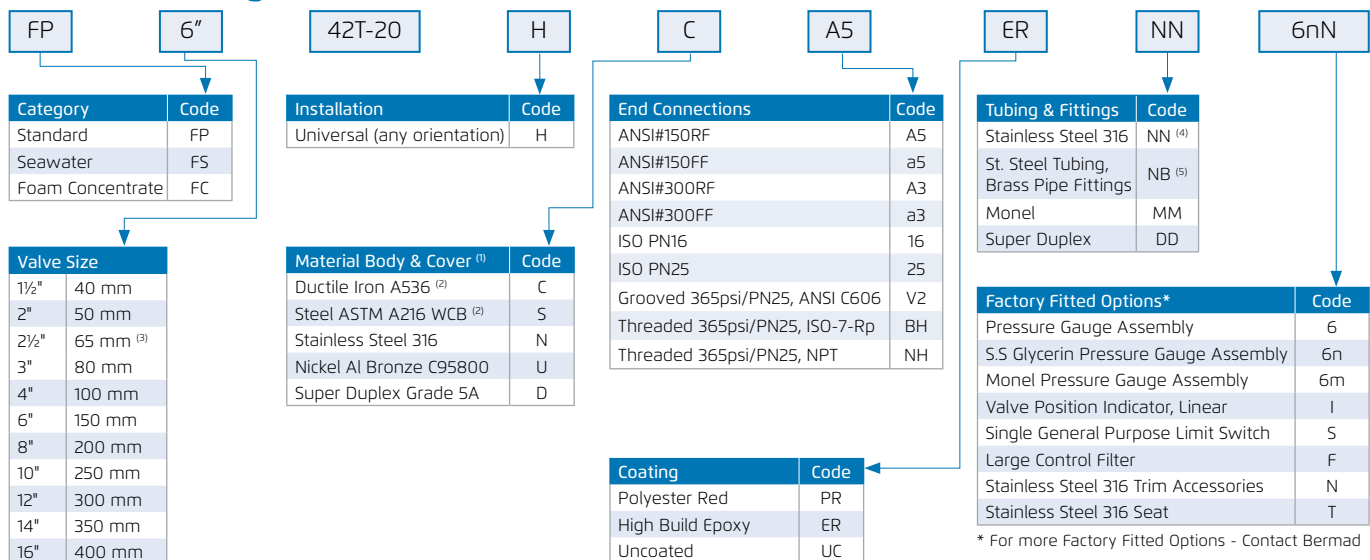 FP 6" 42T-20 H C A5 ER NN 6nN
Category Code
Standard FP
Seawater FS
Foam Concentrate FC
Installation Code
Universal (any orientation) H
End Connections Code
ANSI#150RF A5
ANSI#150FF a5
ANSI#300RF A3
ANSI#300FF a3
ISO PN16 16
ISO PN25 25
Grooved 365psi/PN25, ANSI C606 V2
Threaded 365psi/PN25, ISO-7-Rp BH
Threaded 365psi/PN25, NPT NH
Tubing & Fittings Code
Stainless Steel 316 NN (4)
St. Steel Tubing,
Brass Pipe Fittings NB (5)
Monel MM
Super Duplex DD
Valve Size
1½" 40 mm
2" 50 mm
2½" 65 mm (3)
3" 80 mm
4" 100 mm
6" 150 mm
8" 200 mm
10" 250 mm
12" 300 mm
14" 350 mm
16" 400 mm
Material Body & Cover (1) Code
Ductile Iron A536 (2) C
Steel ASTM A216 WCB (2) S
Stainless Steel 316 N
Nickel Al Bronze C95800 U
Super Duplex Grade 5A D
Coating Code
Polyester Red PR
High Build Epoxy ER
Uncoated UC
Factory Fitted Options* Code
Pressure Gauge Assembly 6
S.S Glycerin Pressure Gauge Assembly 6n
Monel Pressure Gauge Assembly 6m
Valve Position Indicator, Linear I
Single General Purpose Limit Switch S
Large Control Filter F
Stainless Steel 316 Trim Accessories N
Stainless Steel 316 Seat T
* For more Factory Fitted Options - Contact Bermad